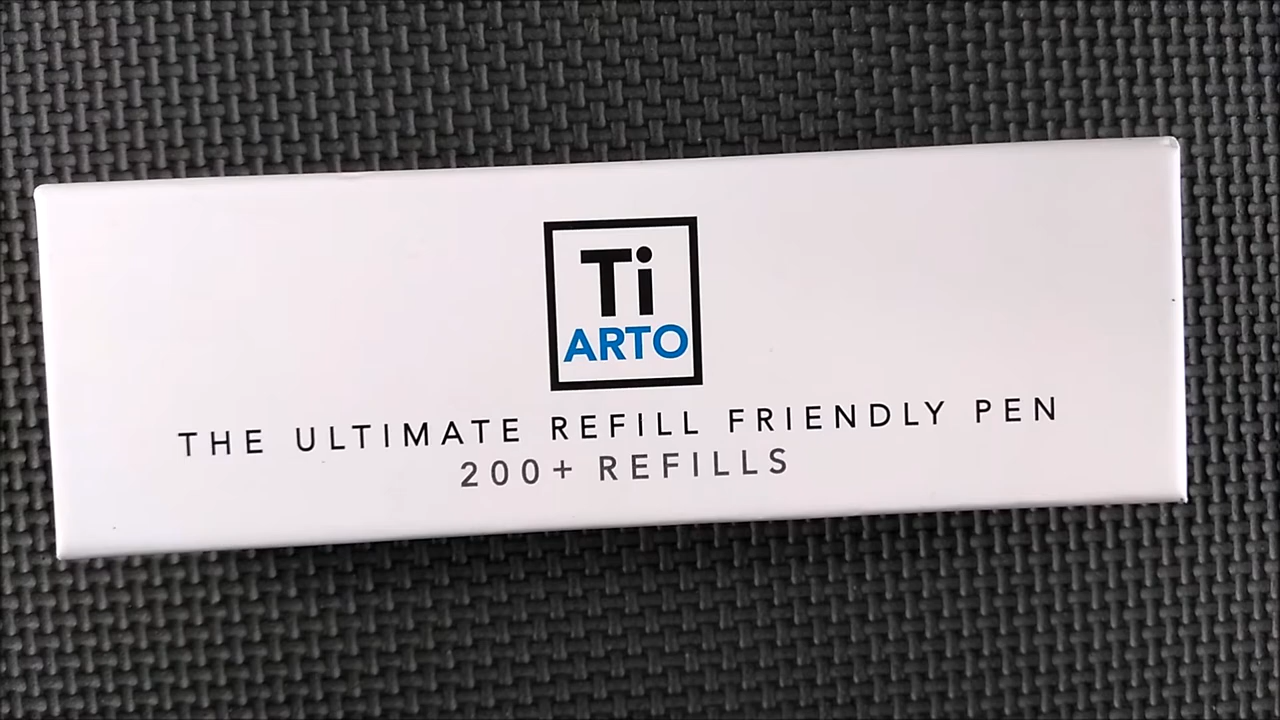 Ti
ARTO
THE ULTIMATE REFILL FRIENDLY PEN
200+ REFILLS